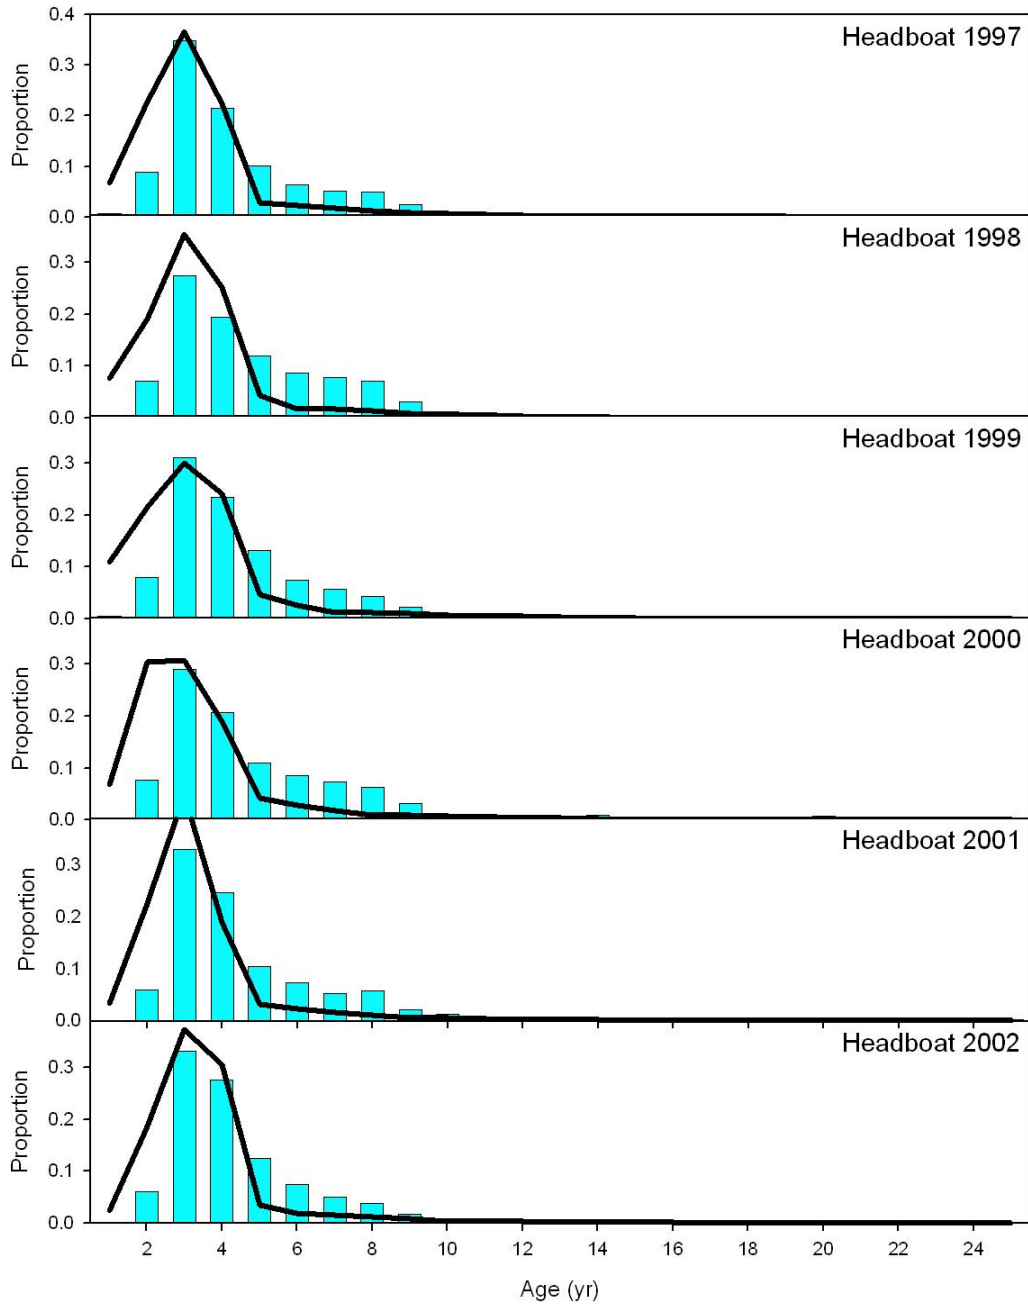 0.4
Headboat 1997
0.3
Proportion
0.2
0.1
0.0
Headboat 1998
0.3
Proportion
0.2
0.1
0.0
Headboat 1999
0.3
Proportion
0.2
0.1
0.0
Headboat 2000
0.3
Proportion
0.2
0.1
0.0
Headboat 2001
0.3
Proportion
0.2
0.1
0.0
Headboat 2002
0.3
Proportion
0.2
0.1
0.0
2 4 6 8 10 12 14 16 18 20 22 24
Age (yr)